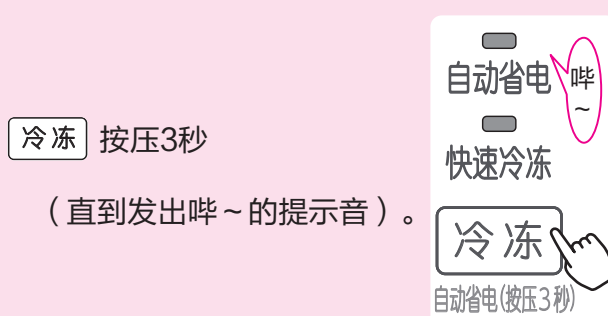 冷冻 按压3秒
（直到发出哔~的提示音）。
自动省电
哔~
快速冷冻
冷冻
自动省电(按压3秒)